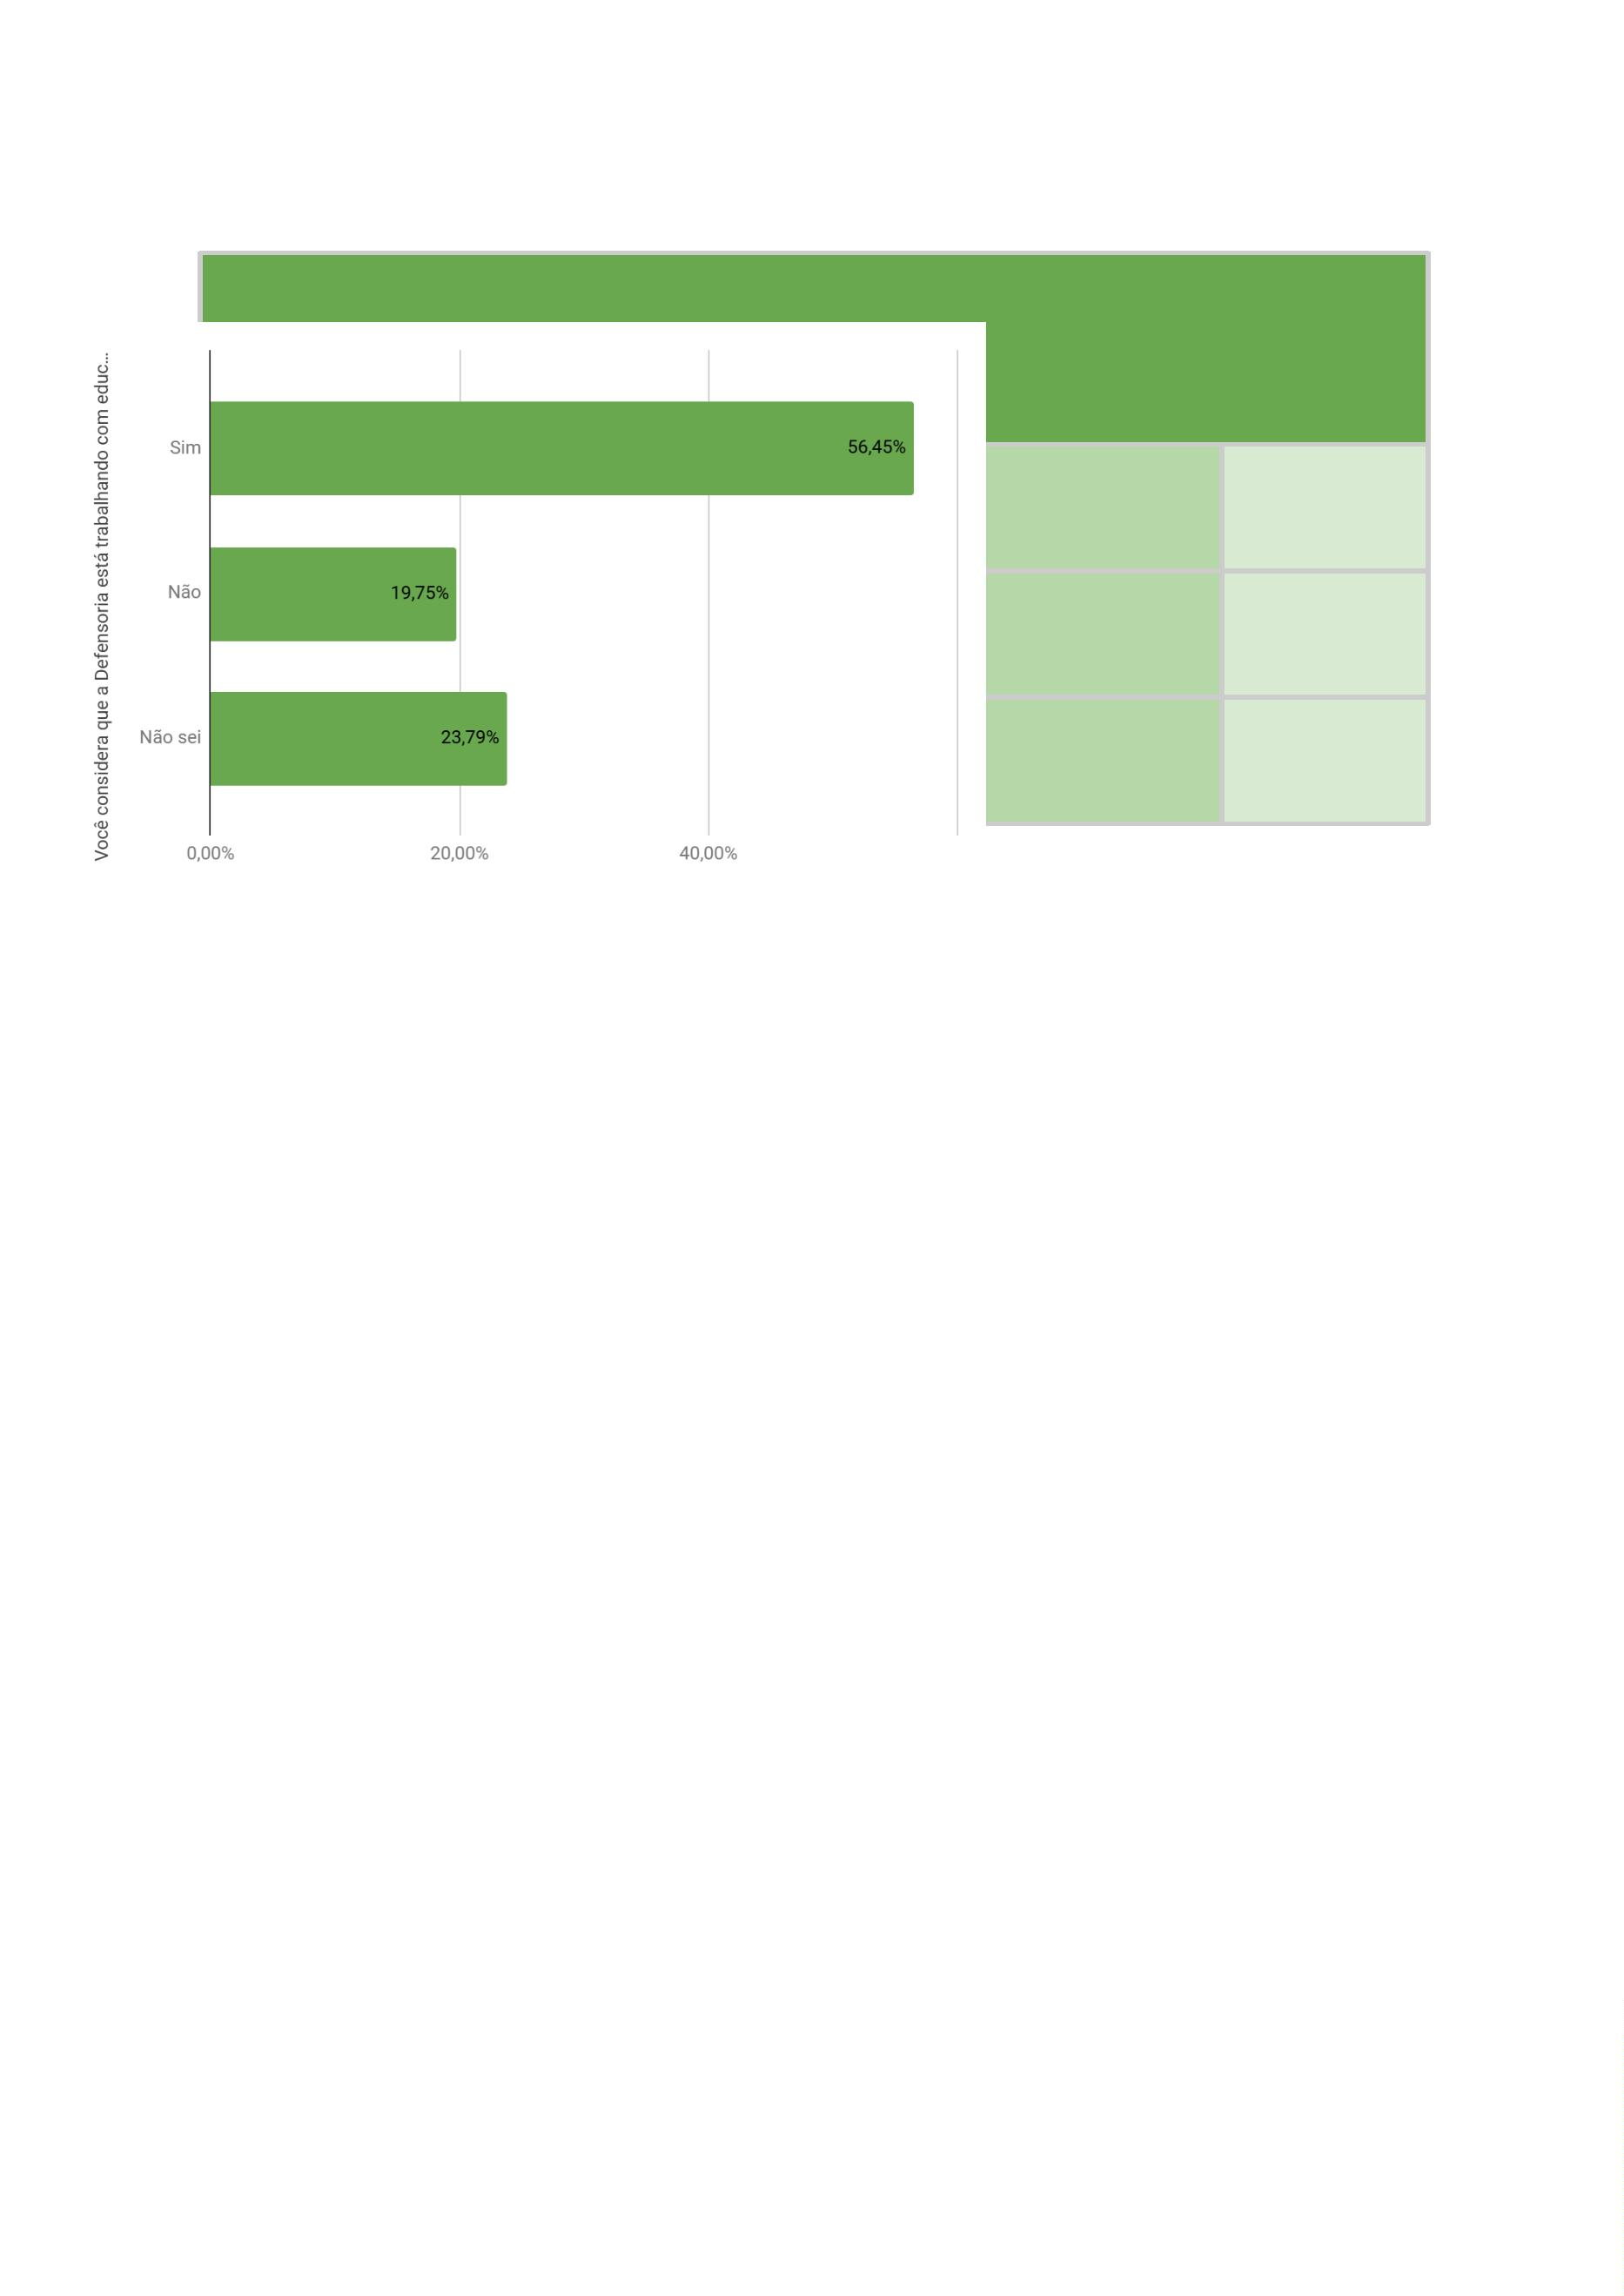 Você considera que a Defensoria está trabalhando com educ...
Sim
56,45%
Não
19,75%
Não sei
23,79%
0,00%
20,00%
40,00%